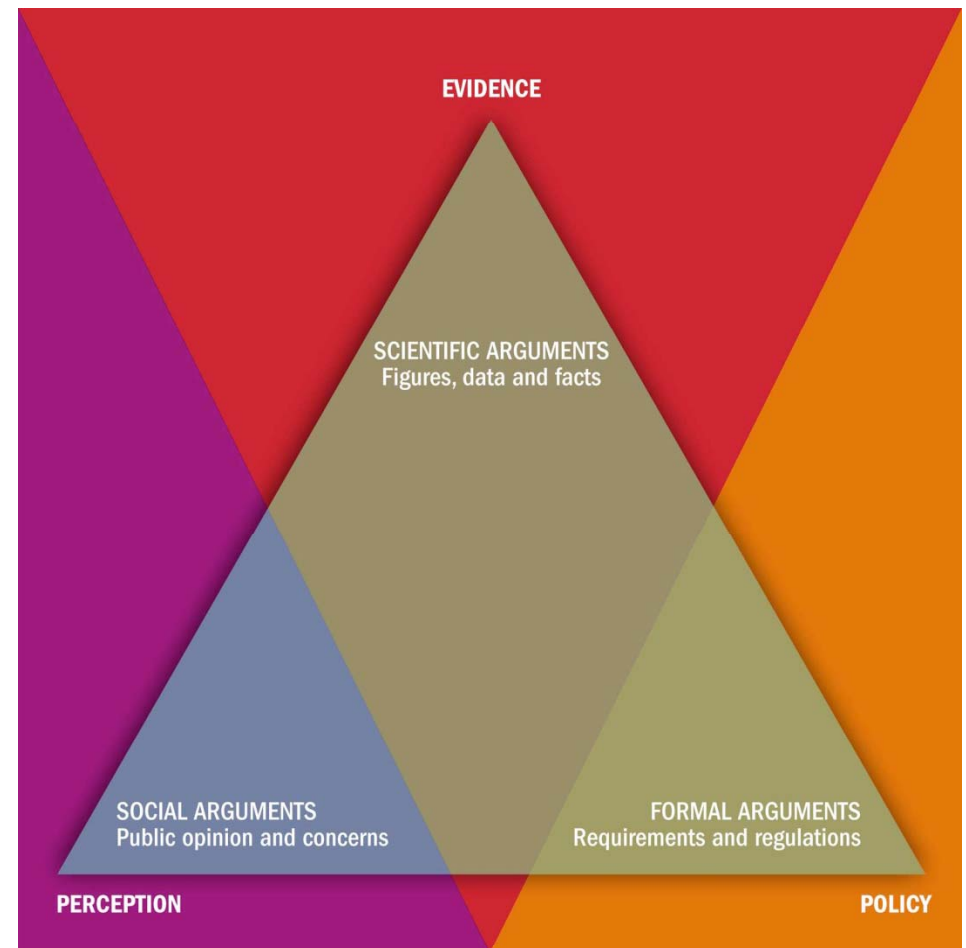 EVIDENCE
SCIENTIFIC ARGUMENTS
Figures, data and facts
SOCIAL ARGUMENTS
Public opinion and concerns
FORMAL ARGUMENTS
Requirements and regulations
PERCEPTION
POLICY